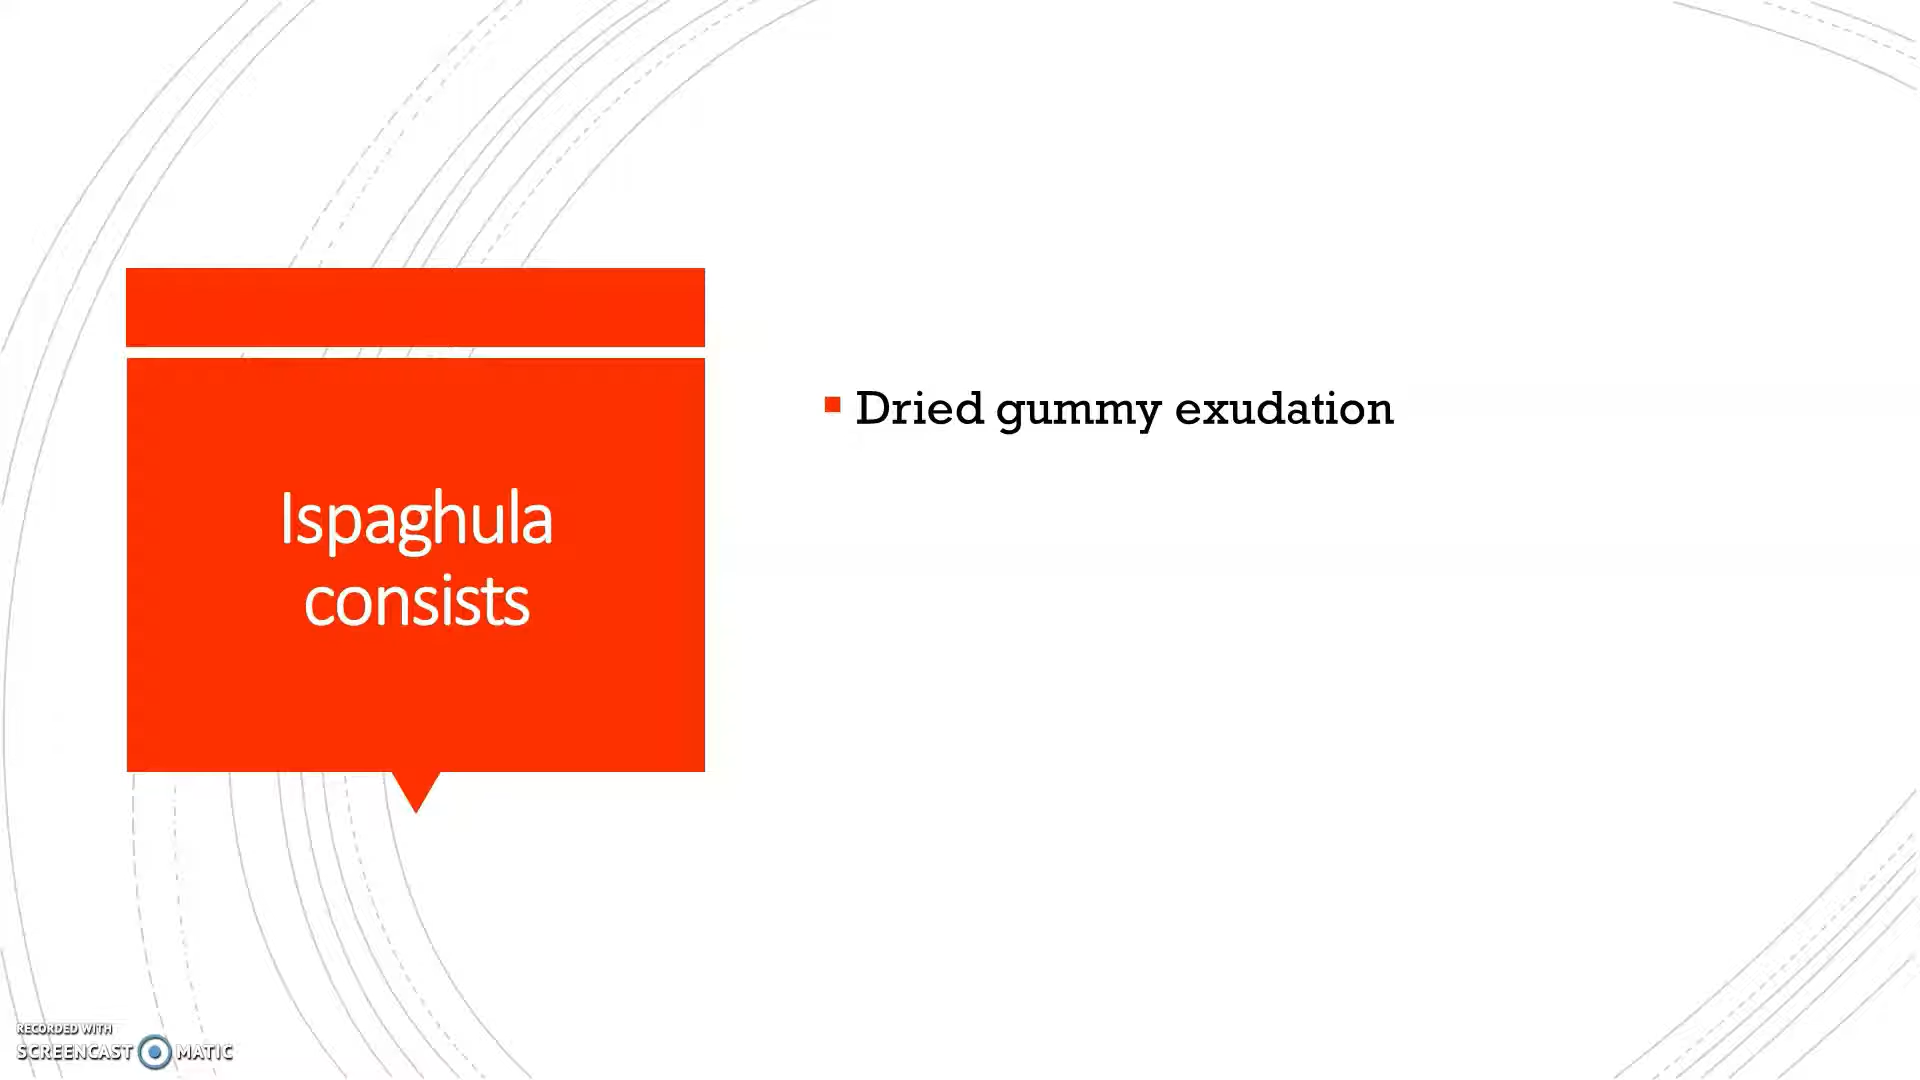 Ispaghula
consists
Dried gummy exudation
RECORDED WITH
SCREENCAST MATIC